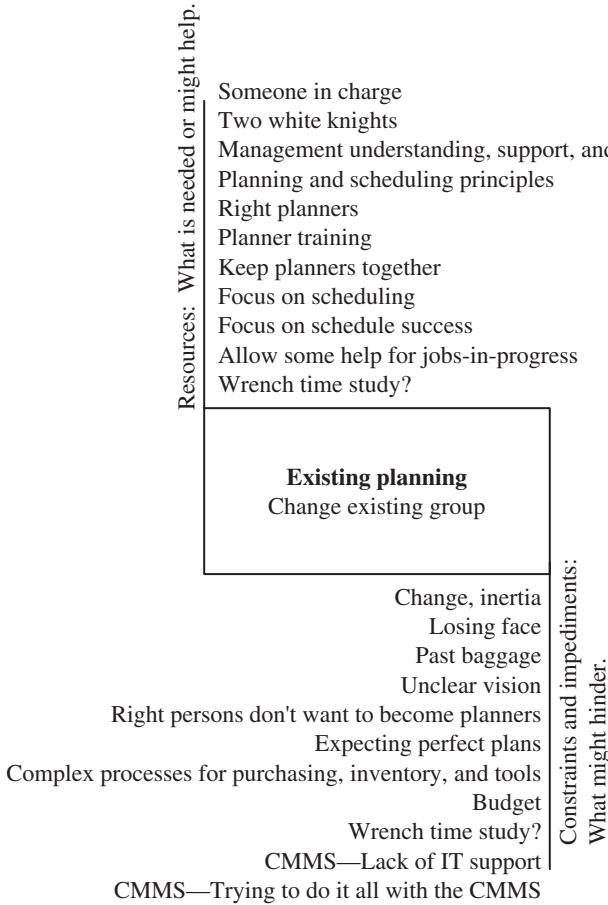 Resources: What is needed or might help.
Someone in charge
Two white knights
Management understanding, support, and
Planning and scheduling principles
Right planners
Planner training
Keep planners together
Focus on scheduling
Focus on schedule success
Allow some help for jobs-in-progress
Wrench time study?
Existing planning
Change existing group
Constraints and impediments:
What might hinder.
Change, inertia
Losing face
Past baggage
Unclear vision
Right persons don't want to become planners
Expecting perfect plans
Complex processes for purchasing, inventory, and tools
Budget
Wrench time study?
CMMS—Lack of IT support
CMMS—Trying to do it all with the CMMS